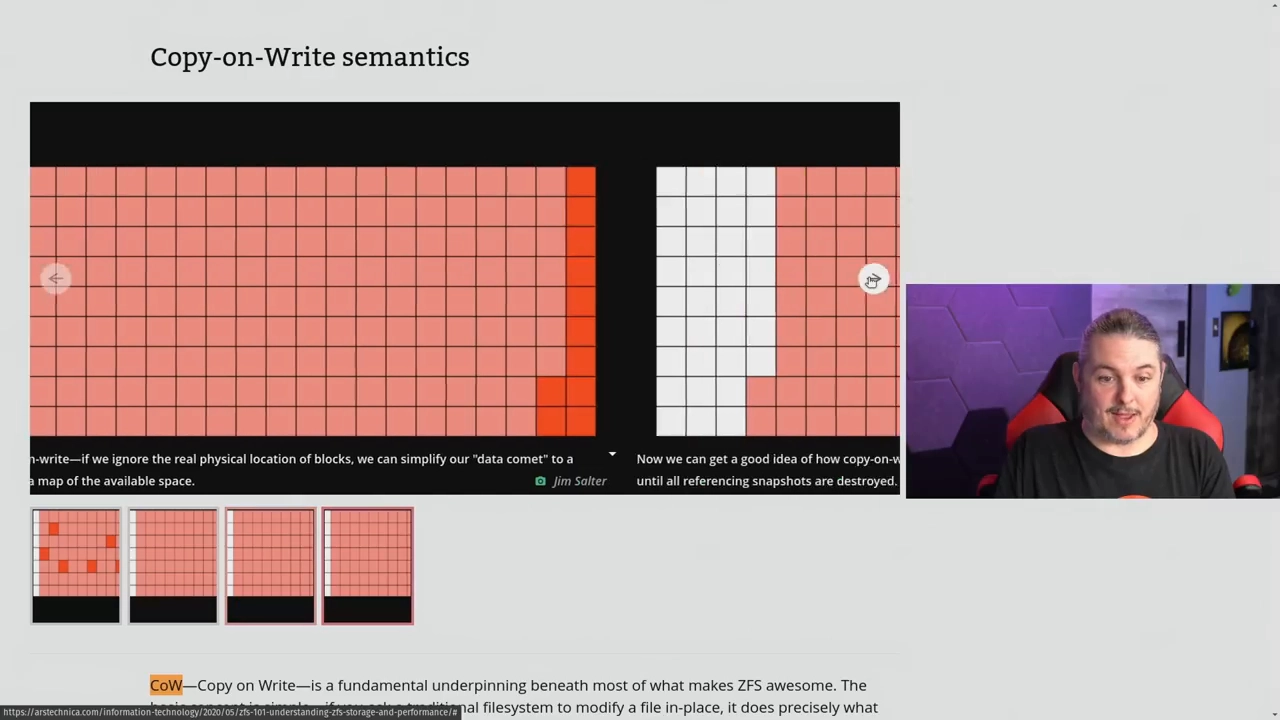 Copy-on-Write semantics
n-write—if we ignore the real physical location of blocks, we can simplify our "data comet" to a
a map of the available space.
Jim Salter
Now we can get a good idea of how copy-on-w
until all referencing snapshots are destroyed.
CoW—Copy on Write—is a fundamental underpinning beneath most of what makes ZFS awesome. The
filesystem to modify a file in-place, it does precisely what
https://arstechnica.com/information-technology/2020/05/zfs-101-understanding-zfs-storage-and-performance/#